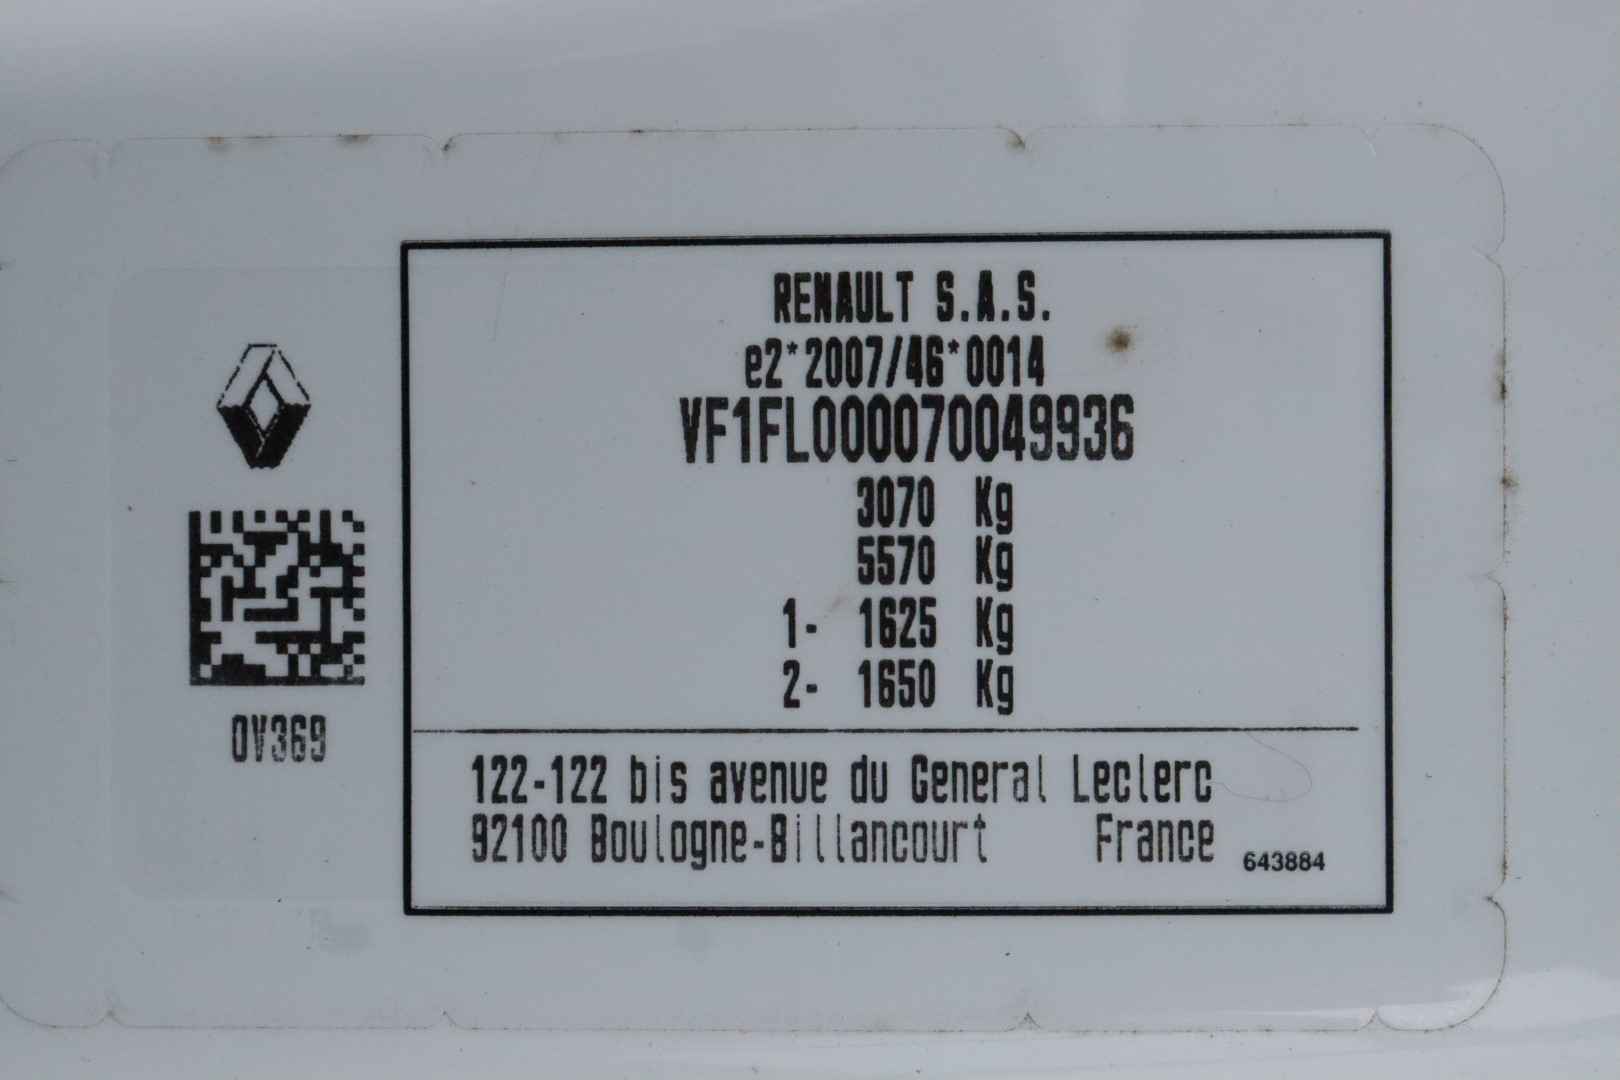 RENAULT S.A.S.
e2*2007/46*0014
VF1FL000070049936
3070 Kg
5570 Kg
1- 1625 Kg
2- 1650 Kg
0V369
122-122 bis avenue du General Leclerc
92100 Boulogne-Billancourt France
643884